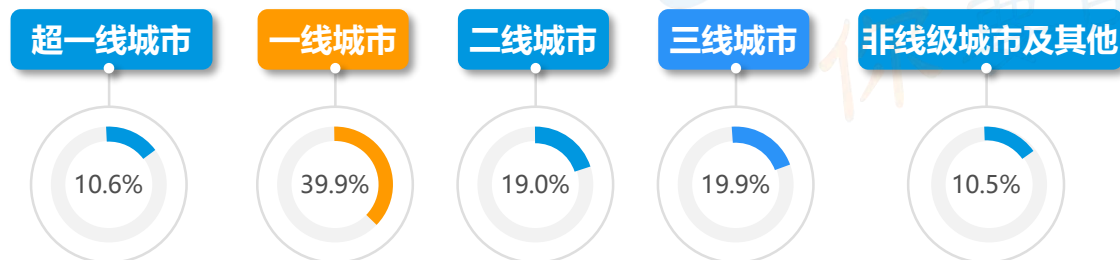 超一线城市
一线城市
二线城市
三线城市
非线级城市及其他
10.6%
39.9%
19.0%
19.9%
10.5%